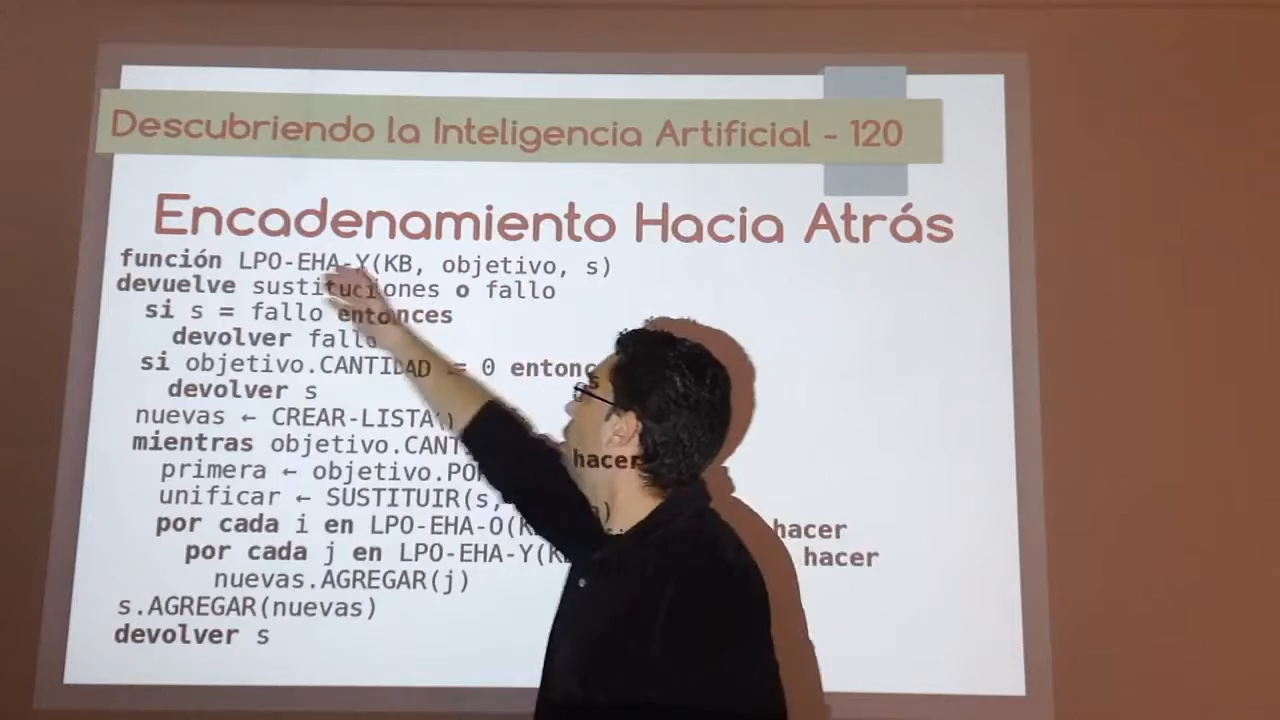 Descubriendo la Inteligencia Artificial - 120
Encadenamiento Hacia Atrás
función LPO-EHA-Y(KB, objetivo, s)
devuelve sustituciones o fallo
si s = fallo entonces
devolver fallo
si objetivo.CANTIDAD = 0 entonces
devolver s
nuevas ← CREAR-LISTA()
mientras objetivo.CANT hacer
primera ← objetivo.POP
unificar ← SUSTITUIR(s,
por cada i en LPO-EHA-O( hacer
por cada j en LPO-EHA-Y( hacer
nuevas.AGREGAR(j)
s.AGREGAR(nuevas)
devolver s